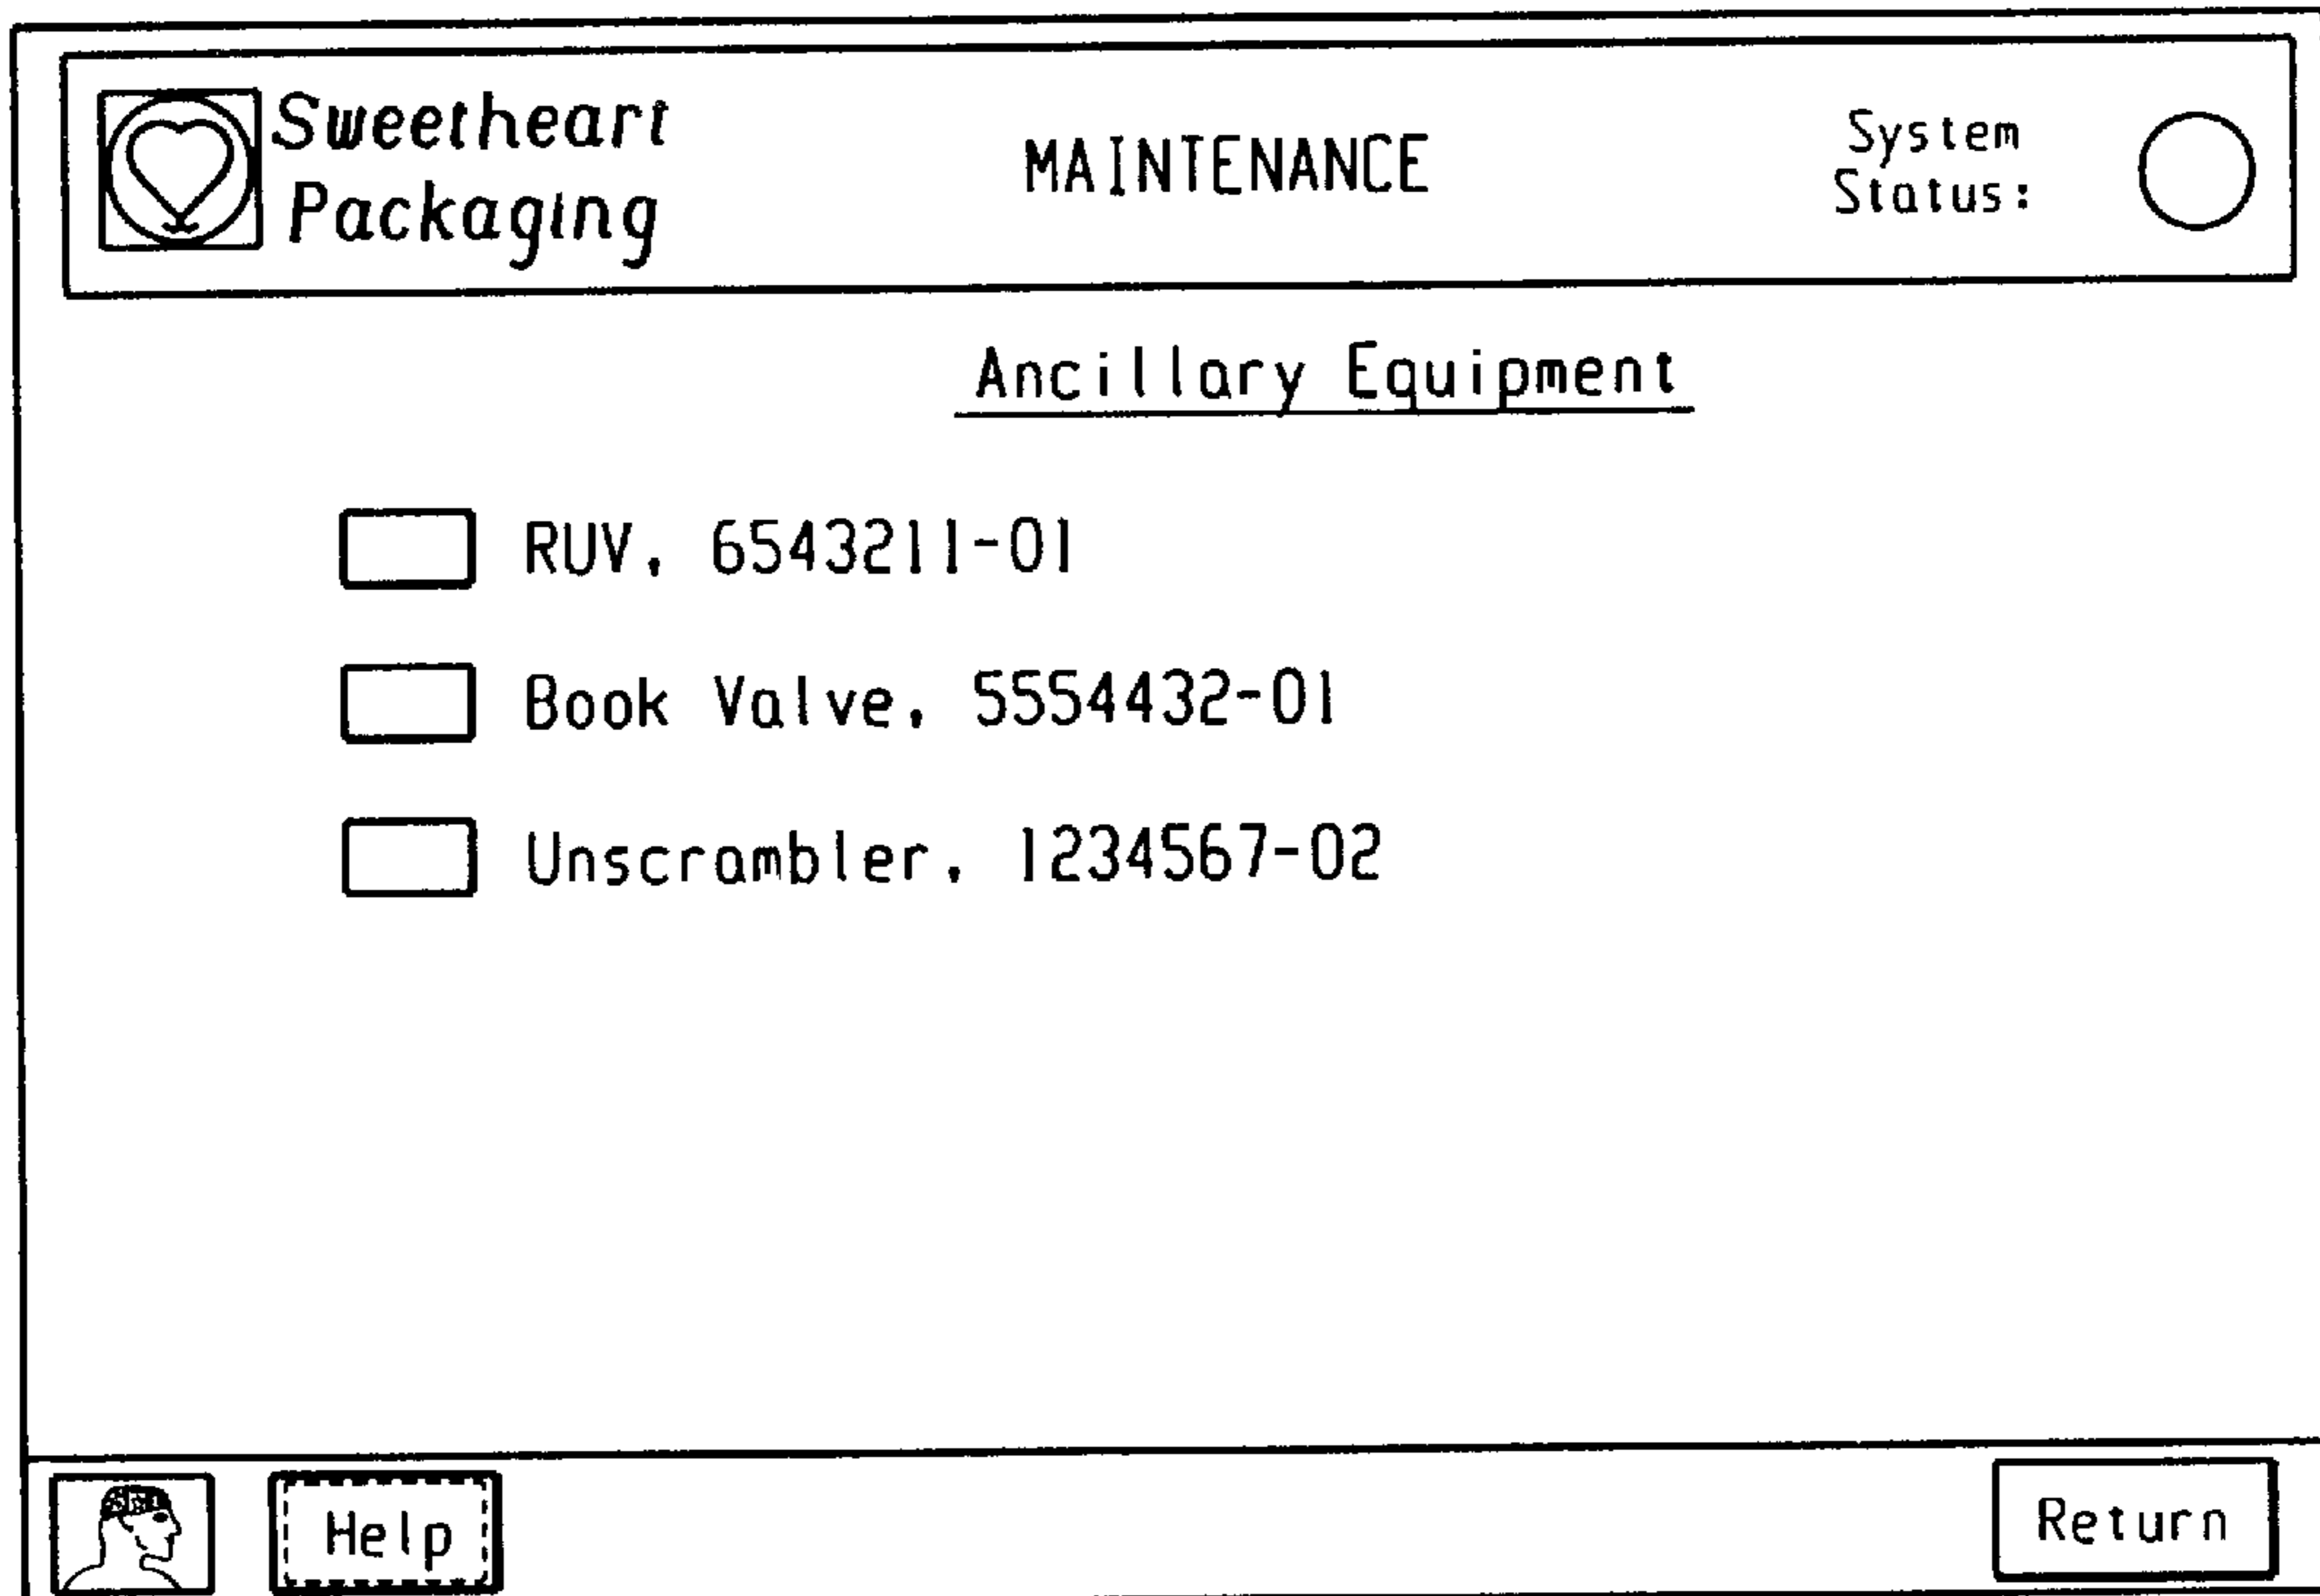 Sweetheart
Packaging
MAINTENANCE
System
Status:
Ancillary Equipment
RUV, 6543211-01
Book Valve, 5554432-01
Unscrambler, 1234567-02
Help
Return